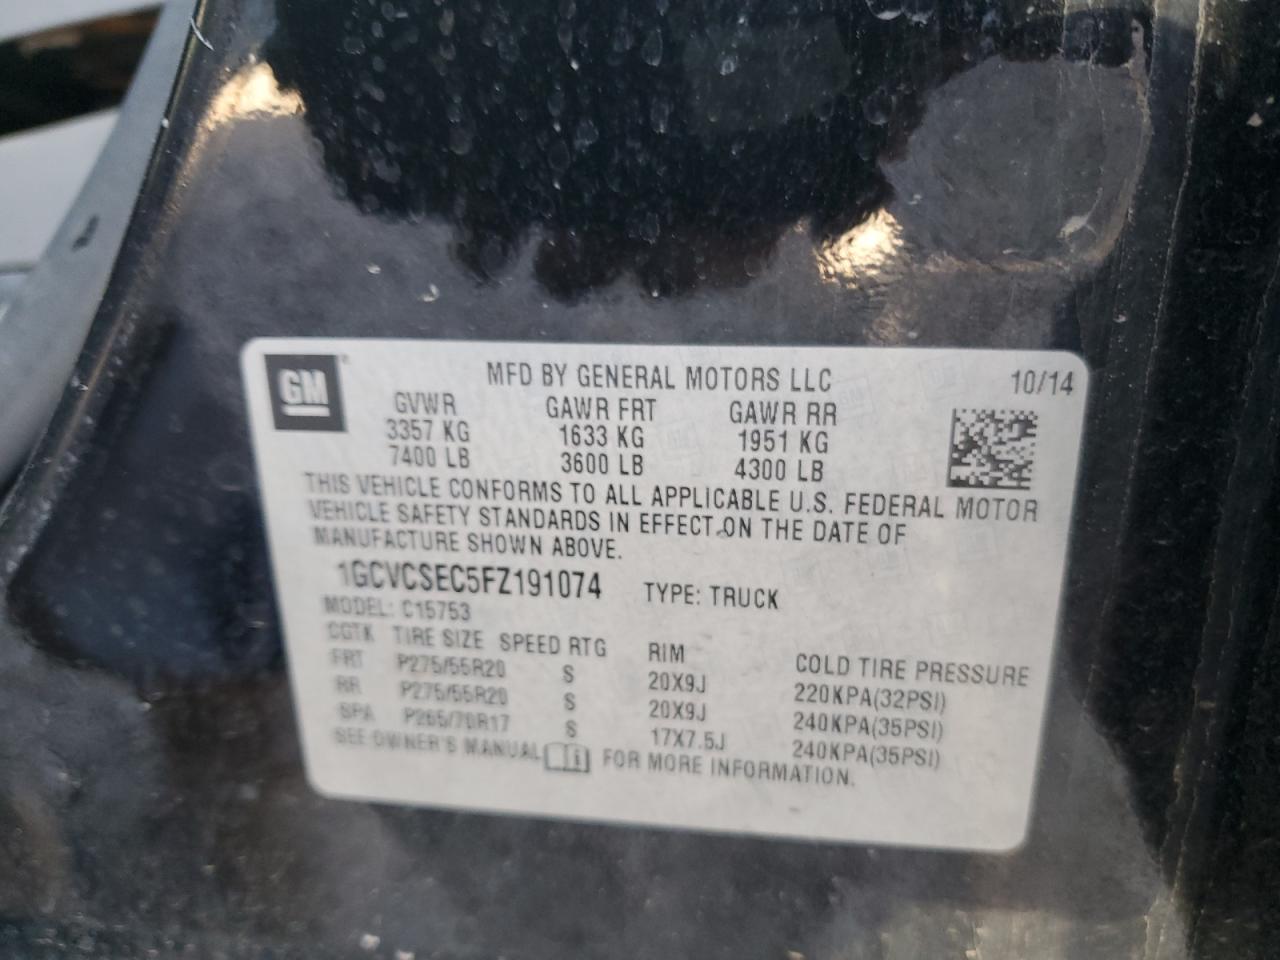 GM
MFD BY GENERAL MOTORS LLC 10/14
GVWR GAWR FRT GAWR RR
3357 KG 1633 KG 1951 KG
7400 LB 3600 LB 4300 LB
THIS VEHICLE CONFORMS TO ALL APPLICABLE U.S. FEDERAL MOTOR
VEHICLE SAFETY STANDARDS IN EFFECT ON THE DATE OF
MANUFACTURE SHOWN ABOVE.
1GCVCSEC5FZ191074 TYPE: TRUCK
MODEL: C15753
CGTK TIRE SIZE SPEED RTG RIM COLD TIRE PRESSURE
FRT P275/55R20 S 20X9J 220KPA(32PSI)
RR P275/55R20 S 20X9J 240KPA(35PSI)
SPA P265/70R17 S 17X7.5J 240KPA(35PSI)
SEE OWNER'S MANUAL FOR MORE INFORMATION.